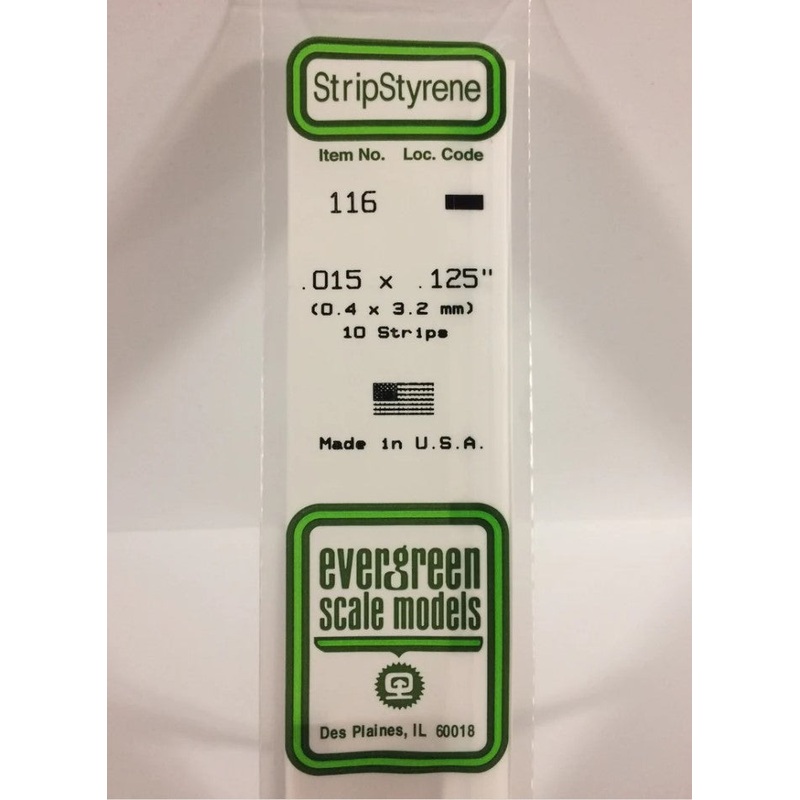 StripStyrene
Item No. Loc. Code
116
.015 x .125"
(0.4 x 3.2 mm)
10 Strips
Made in U.S.A.
evergreen
scale models
Des Plaines, IL 60018